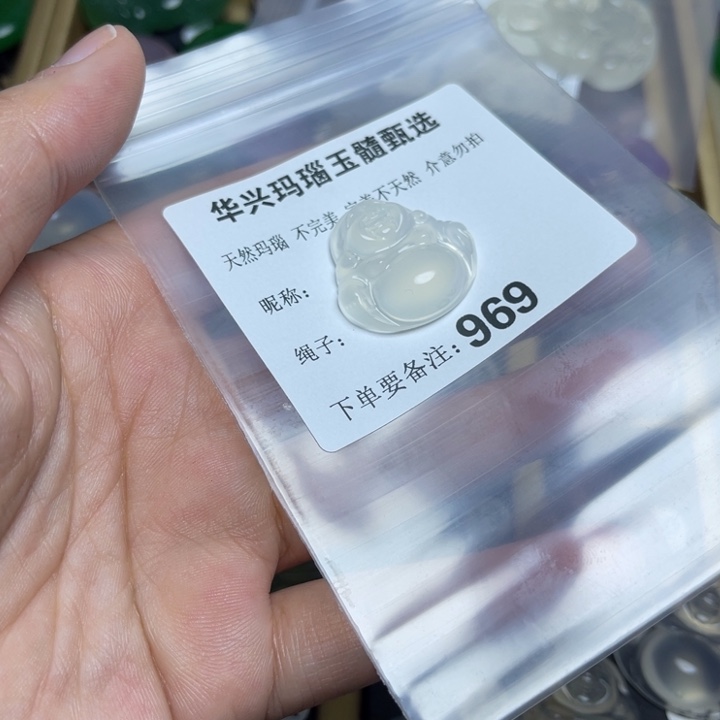 华兴玛瑙玉髓甄选
天然玛瑙 不完美 完美不天然 介意勿拍
昵称:
绳子:
下单要备注: 969